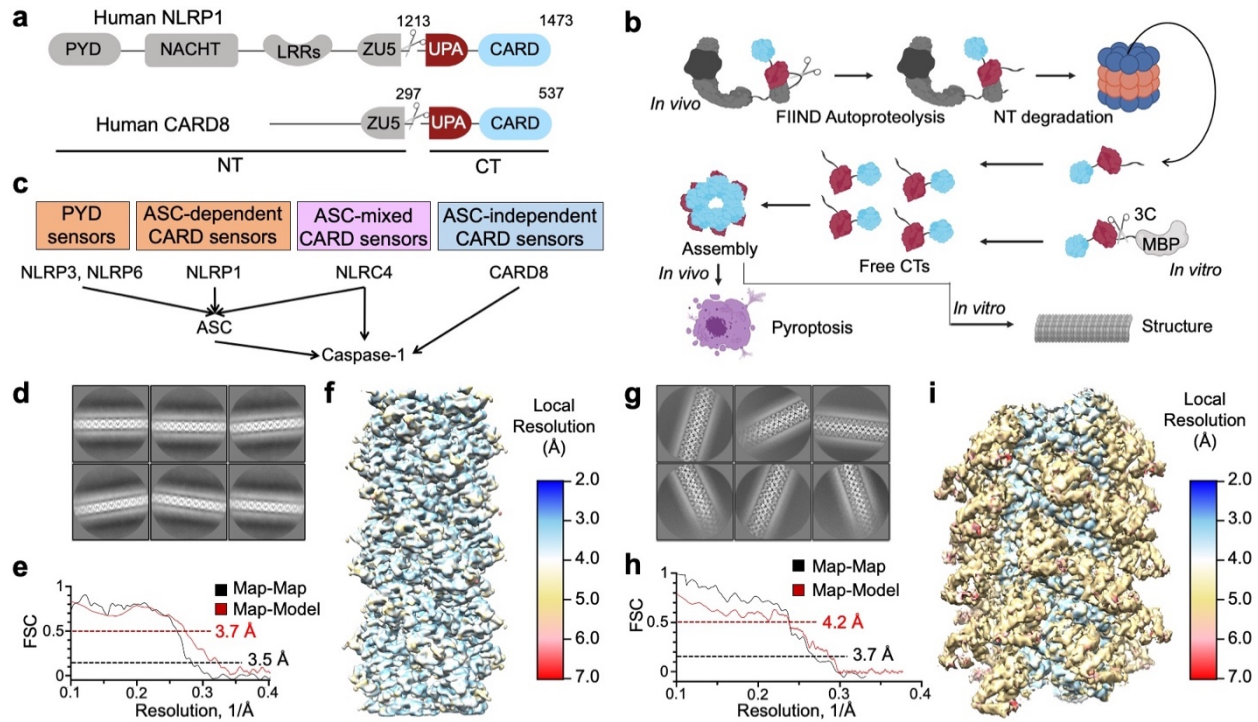 a
Human NLRP1
1213
1473
PYD
NACHT
LRRs
ZU5
UPA
CARD
297
537
Human CARD8
ZU5
UPA
CARD
NT
CT
b
In vivo
FIIND Autoproteolysis
NT degradation
3C
MBP
Assembly
Free CTs
In vitro
In vivo
In vitro
Pyroptosis
Structure
c
PYD
sensors
ASC-dependent
CARD sensors
ASC-mixed
CARD sensors
ASC-independent
CARD sensors
NLRP3, NLRP6
NLRP1
NLRC4
CARD8
ASC
Caspase-1
d
e
Map-Map
Map-Model
1
0.5
0
FSC
3.7 Å
3.5 Å
0.1
0.2
0.3
0.4
Resolution, 1/Å
f
Local
Resolution
(Å)
2.0
3.0
4.0
5.0
6.0
7.0
g
h
Map-Map
Map-Model
1
0.5
0
FSC
4.2 Å
3.7 Å
0.1
0.2
0.3
0.4
Resolution, 1/Å
i
Local
Resolution
(Å)
2.0
3.0
4.0
5.0
6.0
7.0